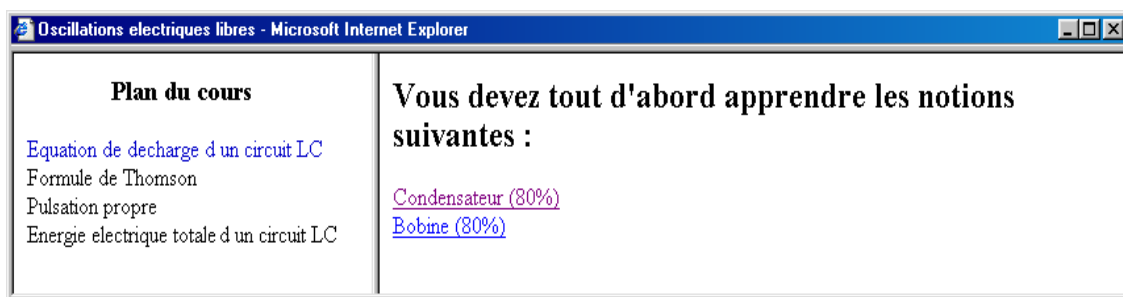 Oscillations electriques libres - Microsoft Internet Explorer
Plan du cours
Equation de decharge d un circuit LC
Formule de Thomson
Pulsation propre
Energie electrique totale d un circuit LC
Vous devez tout d'abord apprendre les notions
suivantes :
Condensateur (80%)
Bobine (80%)